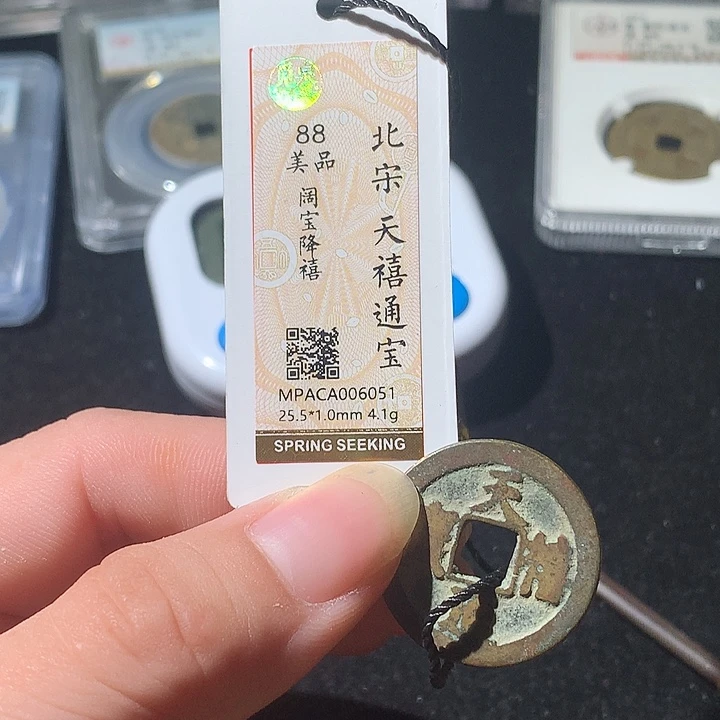 北宋 天禧通宝
88
美品
阔宝降禧
MPACA006051
25.5*1.0mm 4.1g
SPRING SEEKING
天